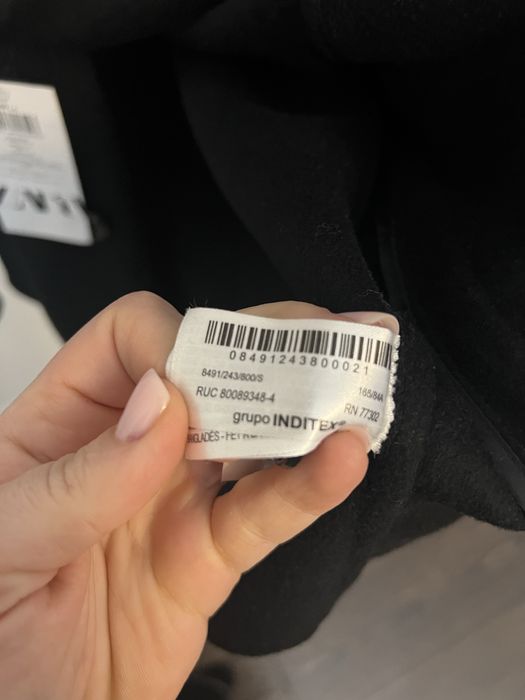 08491243800021
8491/243/800/S
165/84A
RUC 80089348-4
RN 77302
grupo INDITEX®